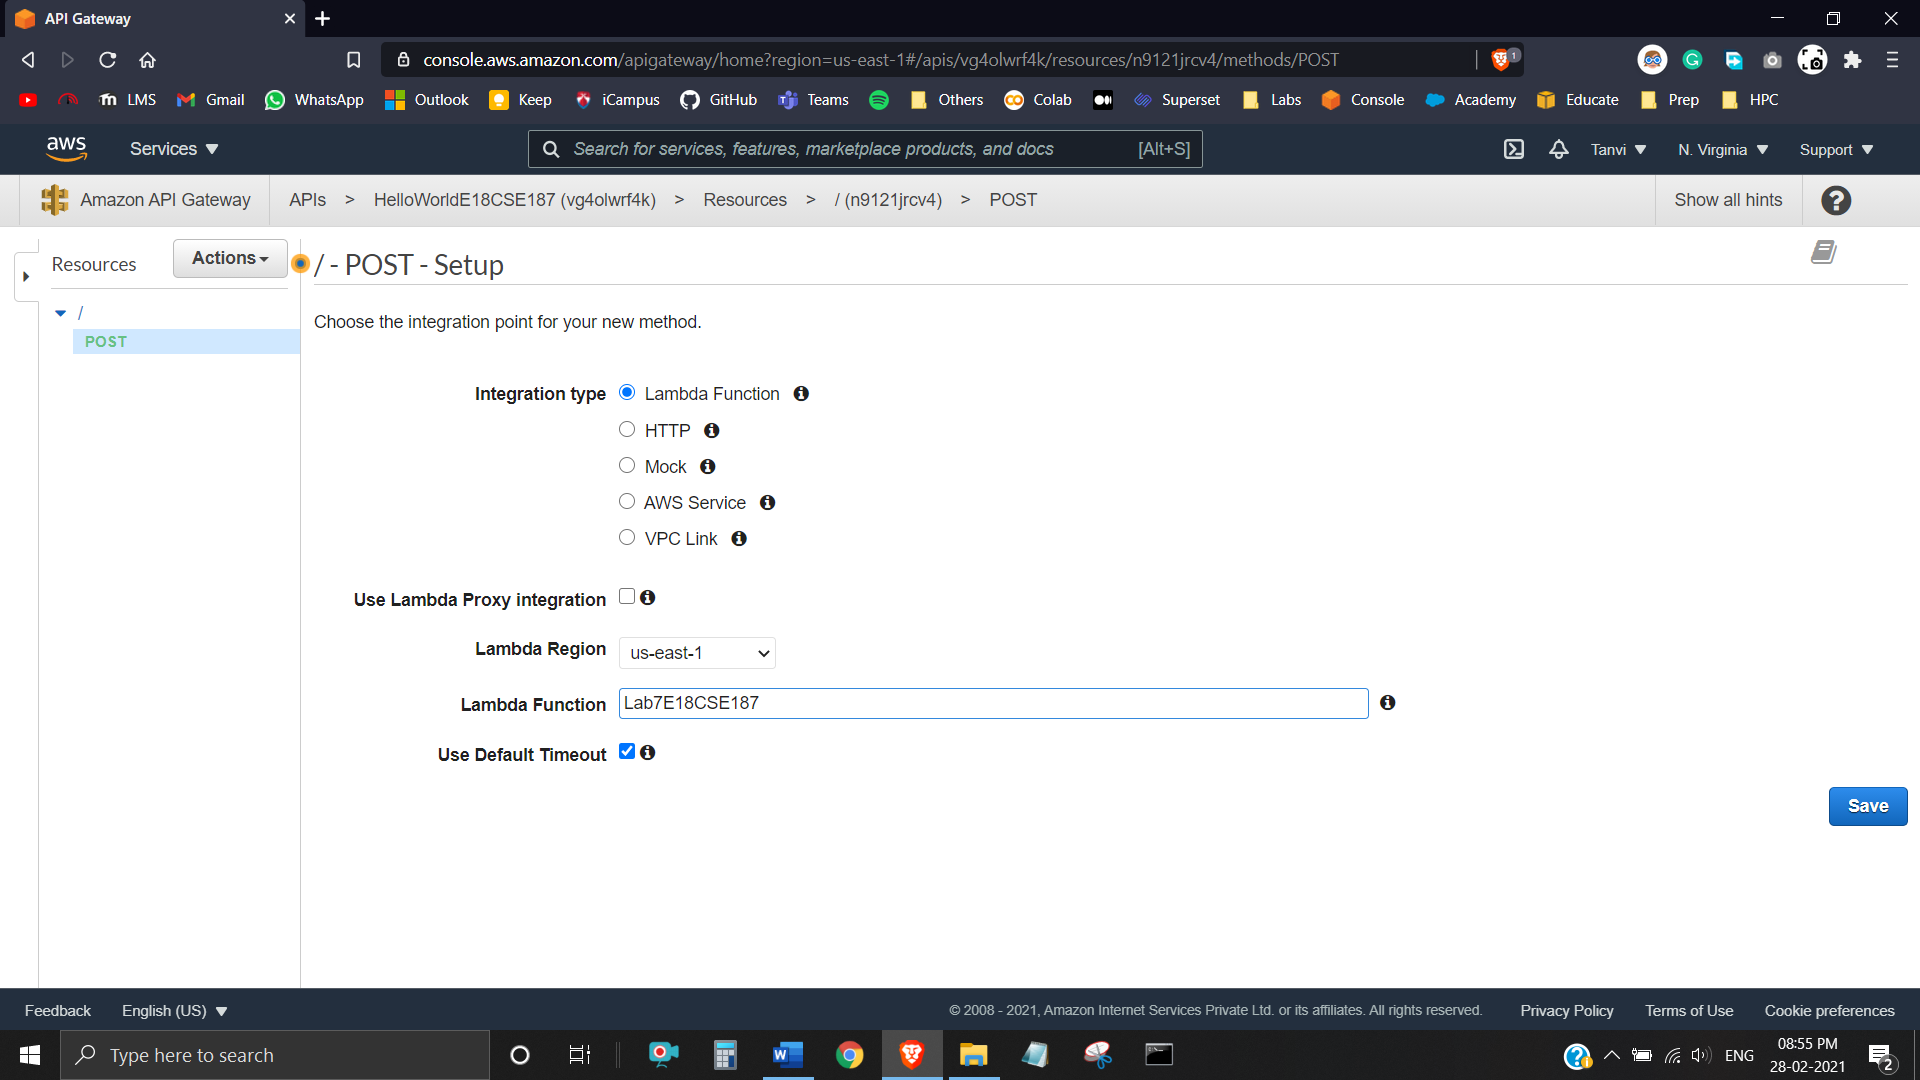 API Gateway
console.aws.amazon.com/apigateway/home?region=us-east-1#/apis/vg4olwrf4k/resources/n9121jrcv4/methods/POST
1
LMS Gmail WhatsApp Outlook Keep iCampus GitHub Teams Others Colab Superset Labs Console Academy Educate Prep HPC
aws Services Search for services, features, marketplace products, and docs [Alt+S] Tanvi N. Virginia Support
Amazon API Gateway APIs > HelloWorldE18CSE187 (vg4olwrf4k) > Resources > / (n9121jrcv4) > POST Show all hints ?
Resources Actions / - POST - Setup
/
POST
Choose the integration point for your new method.
Integration type Lambda Function
HTTP
Mock
AWS Service
VPC Link
Use Lambda Proxy integration
Lambda Region us-east-1
Lambda Function Lab7E18CSE187
Use Default Timeout
Save
Feedback English (US) © 2008 - 2021, Amazon Internet Services Private Ltd. or its affiliates. All rights reserved. Privacy Policy Terms of Use Cookie preferences
Type here to search ENG 08:55 PM
28-02-2021
2